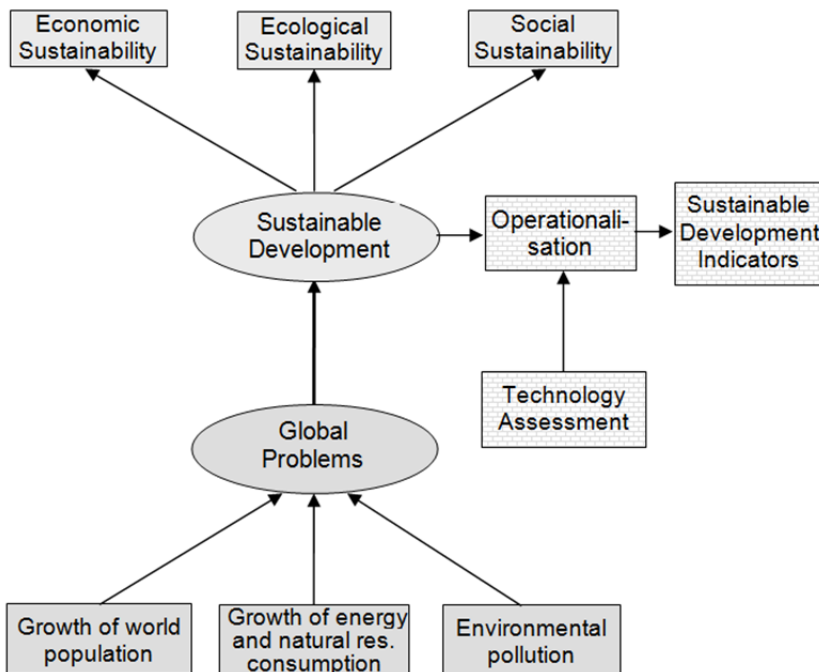 Economic
Sustainability
Ecological
Sustainability
Social
Sustainability
Sustainable
Development
Operationali-
sation
Sustainable
Development
Indicators
Technology
Assessment
Global
Problems
Growth of world
population
Growth of energy
and natural res.
consumption
Environmental
pollution